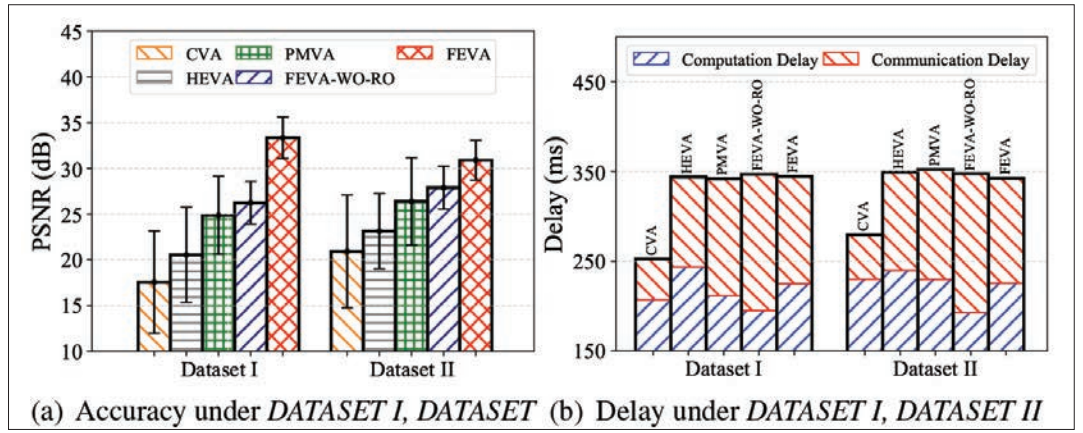 45
40
35
30
25
20
15
10
PSNR (dB)
CVA
PMVA
FEVA
HEVA
FEVA-WO-RO
Dataset I
Dataset II
450
350
250
150
Delay (ms)
Computation Delay
Communication Delay
CVA
HEVA
PMVA
FEVA-WO-RO
FEVA
CVA
HEVA
PMVA
FEVA-WO-RO
FEVA
Dataset I
Dataset II
(a) Accuracy under DATASET I, DATASET
(b) Delay under DATASET I, DATASET II